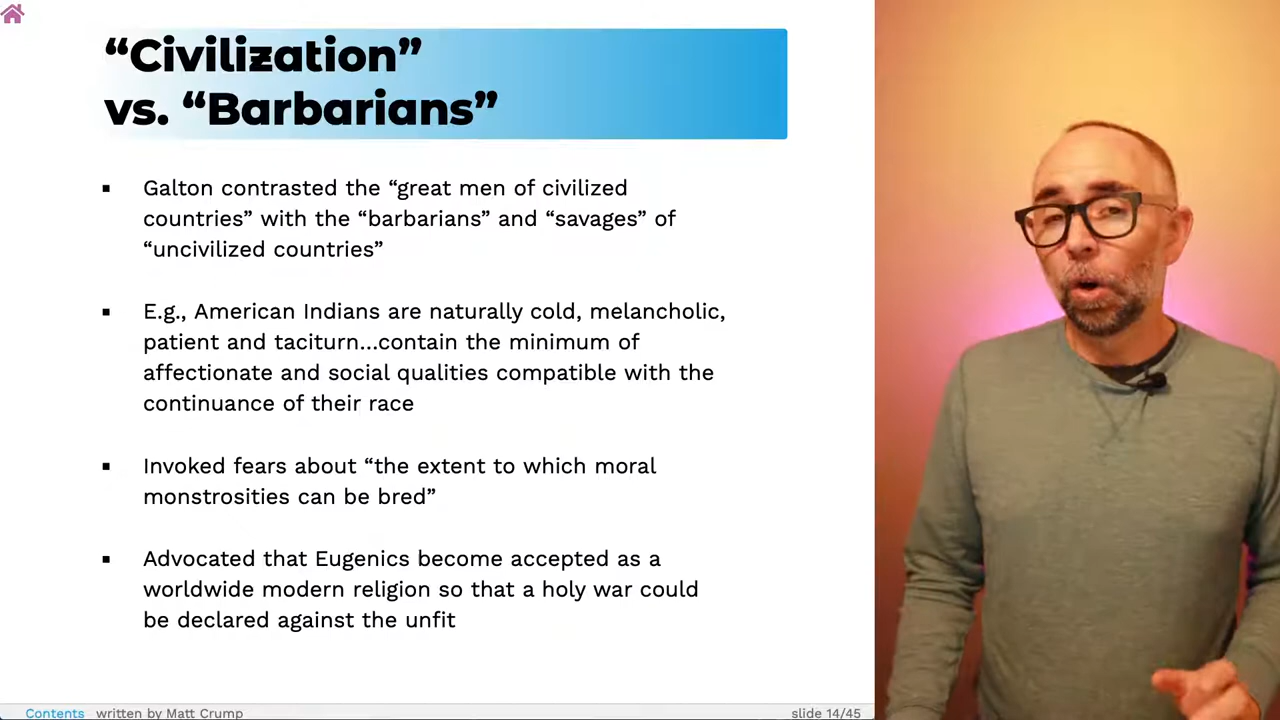 “Civilization”
vs. “Barbarians”
▪ Galton contrasted the “great men of civilized
countries” with the “barbarians” and “savages” of
“uncivilized countries”
▪ E.g., American Indians are naturally cold, melancholic,
patient and taciturn...contain the minimum of
affectionate and social qualities compatible with the
continuance of their race
▪ Invoked fears about “the extent to which moral
monstrosities can be bred”
▪ Advocated that Eugenics become accepted as a
worldwide modern religion so that a holy war could
be declared against the unfit
Contents written by Matt Crump slide 14/45